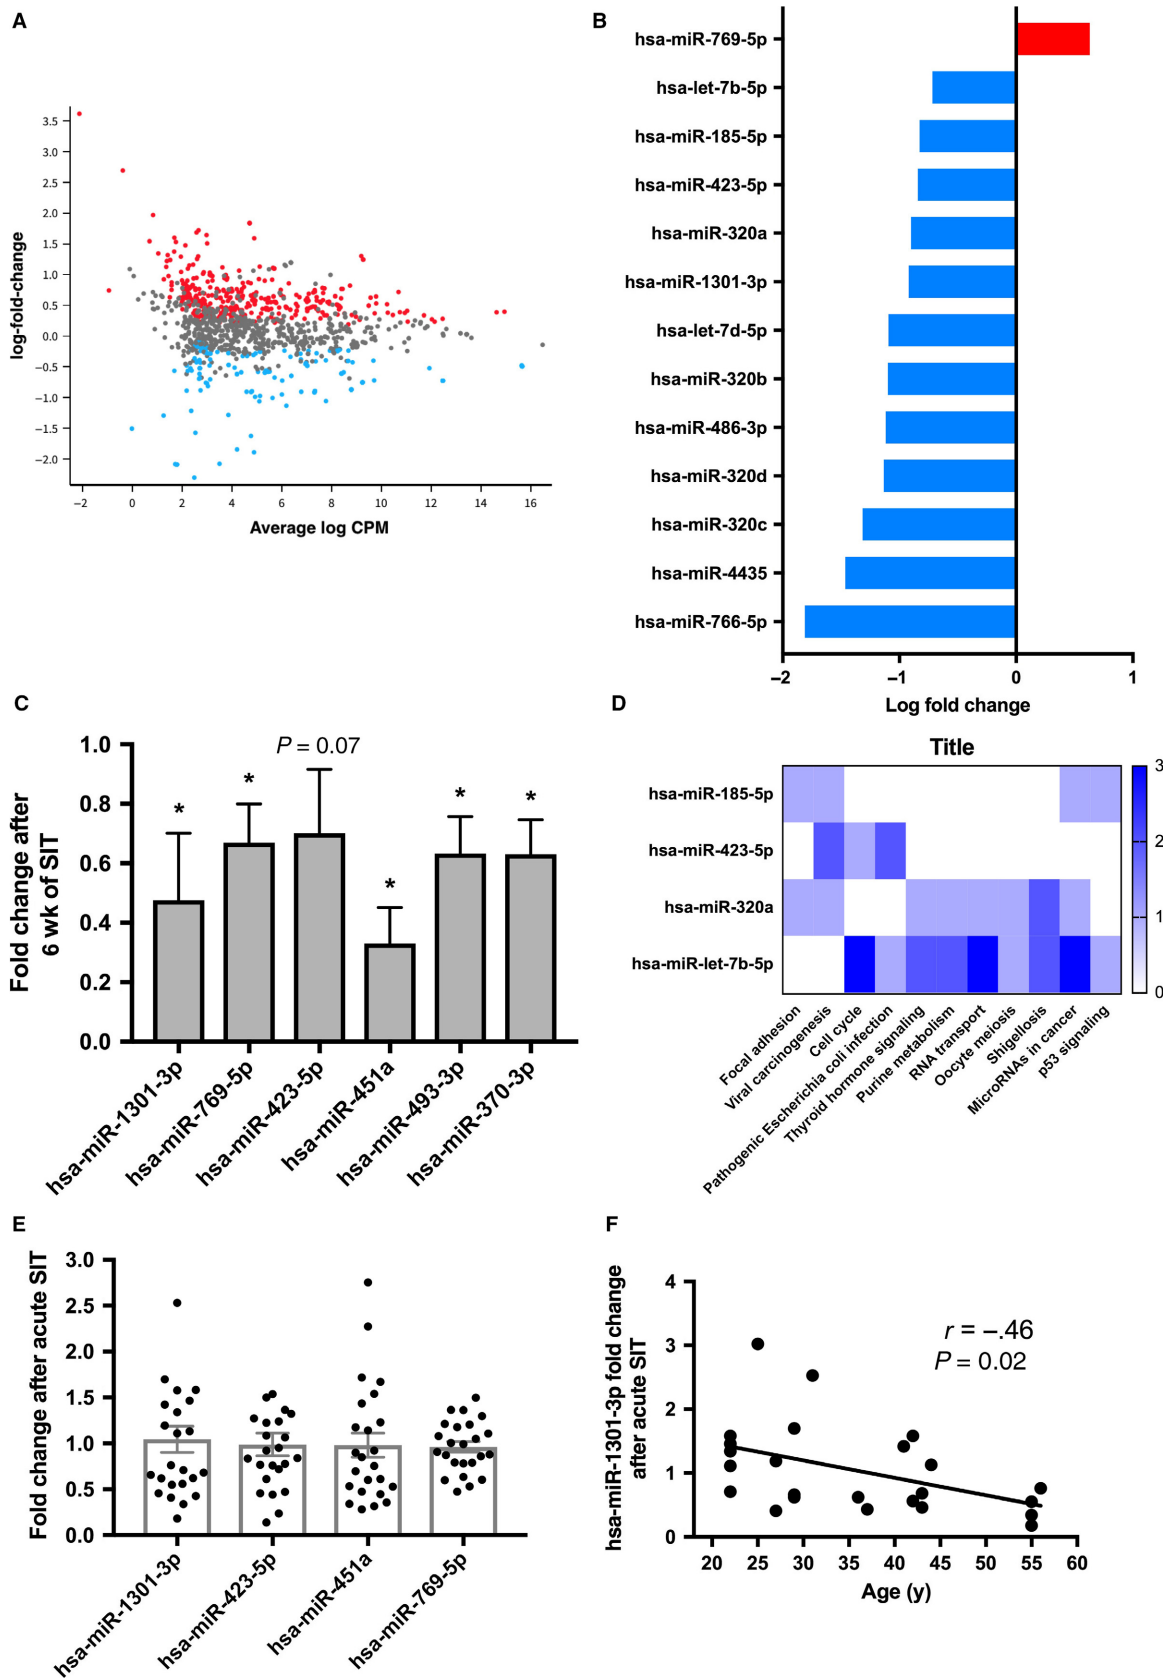 A
3.5
3.0
2.5
2.0
1.5
1.0
0.5
0.0
−0.5
−1.0
−1.5
−2.0
log-fold-change
−2 0 2 4 6 8 10 12 14 16
Average log CPM
B
hsa-miR-769-5p
hsa-let-7b-5p
hsa-miR-185-5p
hsa-miR-423-5p
hsa-miR-320a
hsa-miR-1301-3p
hsa-let-7d-5p
hsa-miR-320b
hsa-miR-486-3p
hsa-miR-320d
hsa-miR-320c
hsa-miR-4435
hsa-miR-766-5p
−2 −1 0 1
Log fold change
C
Fold change after
6 wk of SIT
1.0
0.8
0.6
0.4
0.2
0.0
P = 0.07
* * * * *
hsa-miR-1301-3p
hsa-miR-769-5p
hsa-miR-423-5p
hsa-miR-451a
hsa-miR-493-3p
hsa-miR-370-3p
D
Title
hsa-miR-185-5p
hsa-miR-423-5p
hsa-miR-320a
hsa-miR-let-7b-5p
3
2
1
0
Focal adhesion
Viral carcinogenesis
Cell cycle
Pathogenic Escherichia coli infection
Thyroid hormone signaling
Purine metabolism
RNA transport
Oocyte meiosis
Shigellosis
MicroRNAs in cancer
p53 signaling
E
Fold change after acute SIT
3.0
2.5
2.0
1.5
1.0
0.5
0.0
hsa-miR-1301-3p
hsa-miR-423-5p
hsa-miR-451a
hsa-miR-769-5p
F
hsa-miR-1301-3p fold change
after acute SIT
4
3
2
1
0
r = −.46
P = 0.02
20 25 30 35 40 45 50 55 60
Age (y)